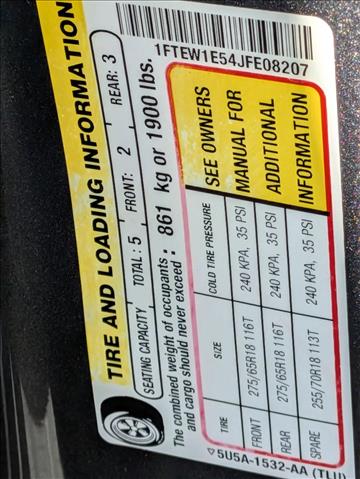 TIRE AND LOADING INFORMATION
SEATING CAPACITY TOTAL : 5 FRONT: 2 REAR: 3
The combined weight of occupants
and cargo should never exceed : 861 kg or 1900 lbs.
TIRE SIZE COLD TIRE PRESSURE SEE OWNERS
FRONT 275/65R18 116T 240 KPA, 35 PSI MANUAL FOR
REAR 275/65R18 116T 240 KPA, 35 PSI ADDITIONAL
SPARE 255/70R18 113T 240 KPA, 35 PSI INFORMATION
5U5A-1532-AA (TLU)
1FTEW1E54JFE08207